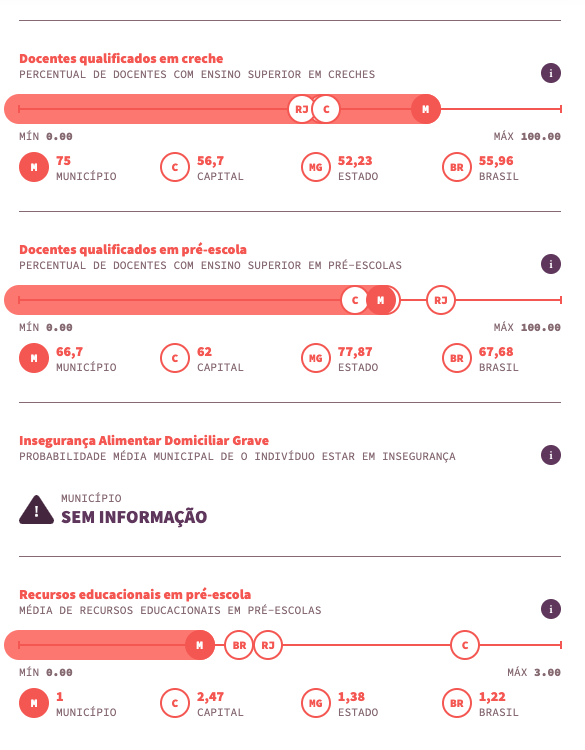 Docentes qualificados em creche
PERCENTUAL DE DOCENTES COM ENSINO SUPERIOR EM CRECHES
i
RJ C M
MÍN 0.00 MÁX 100.00
M 75 C 56,7 MG 52,23 BR 55,96
MUNICÍPIO CAPITAL ESTADO BRASIL
Docentes qualificados em pré-escola
PERCENTUAL DE DOCENTES COM ENSINO SUPERIOR EM PRÉ-ESCOLAS
i
C M RJ
MÍN 0.00 MÁX 100.00
M 66,7 C 62 MG 77,87 BR 67,68
MUNICÍPIO CAPITAL ESTADO BRASIL
Insegurança Alimentar Domiciliar Grave
PROBABILIDADE MÉDIA MUNICIPAL DE O INDIVÍDUO ESTAR EM INSEGURANÇA
i
! MUNICÍPIO
SEM INFORMAÇÃO
Recursos educacionais em pré-escola
MÉDIA DE RECURSOS EDUCACIONAIS EM PRÉ-ESCOLAS
i
M BR RJ C
MÍN 0.00 MÁX 3.00
M 1 C 2,47 MG 1,38 BR 1,22
MUNICÍPIO CAPITAL ESTADO BRASIL